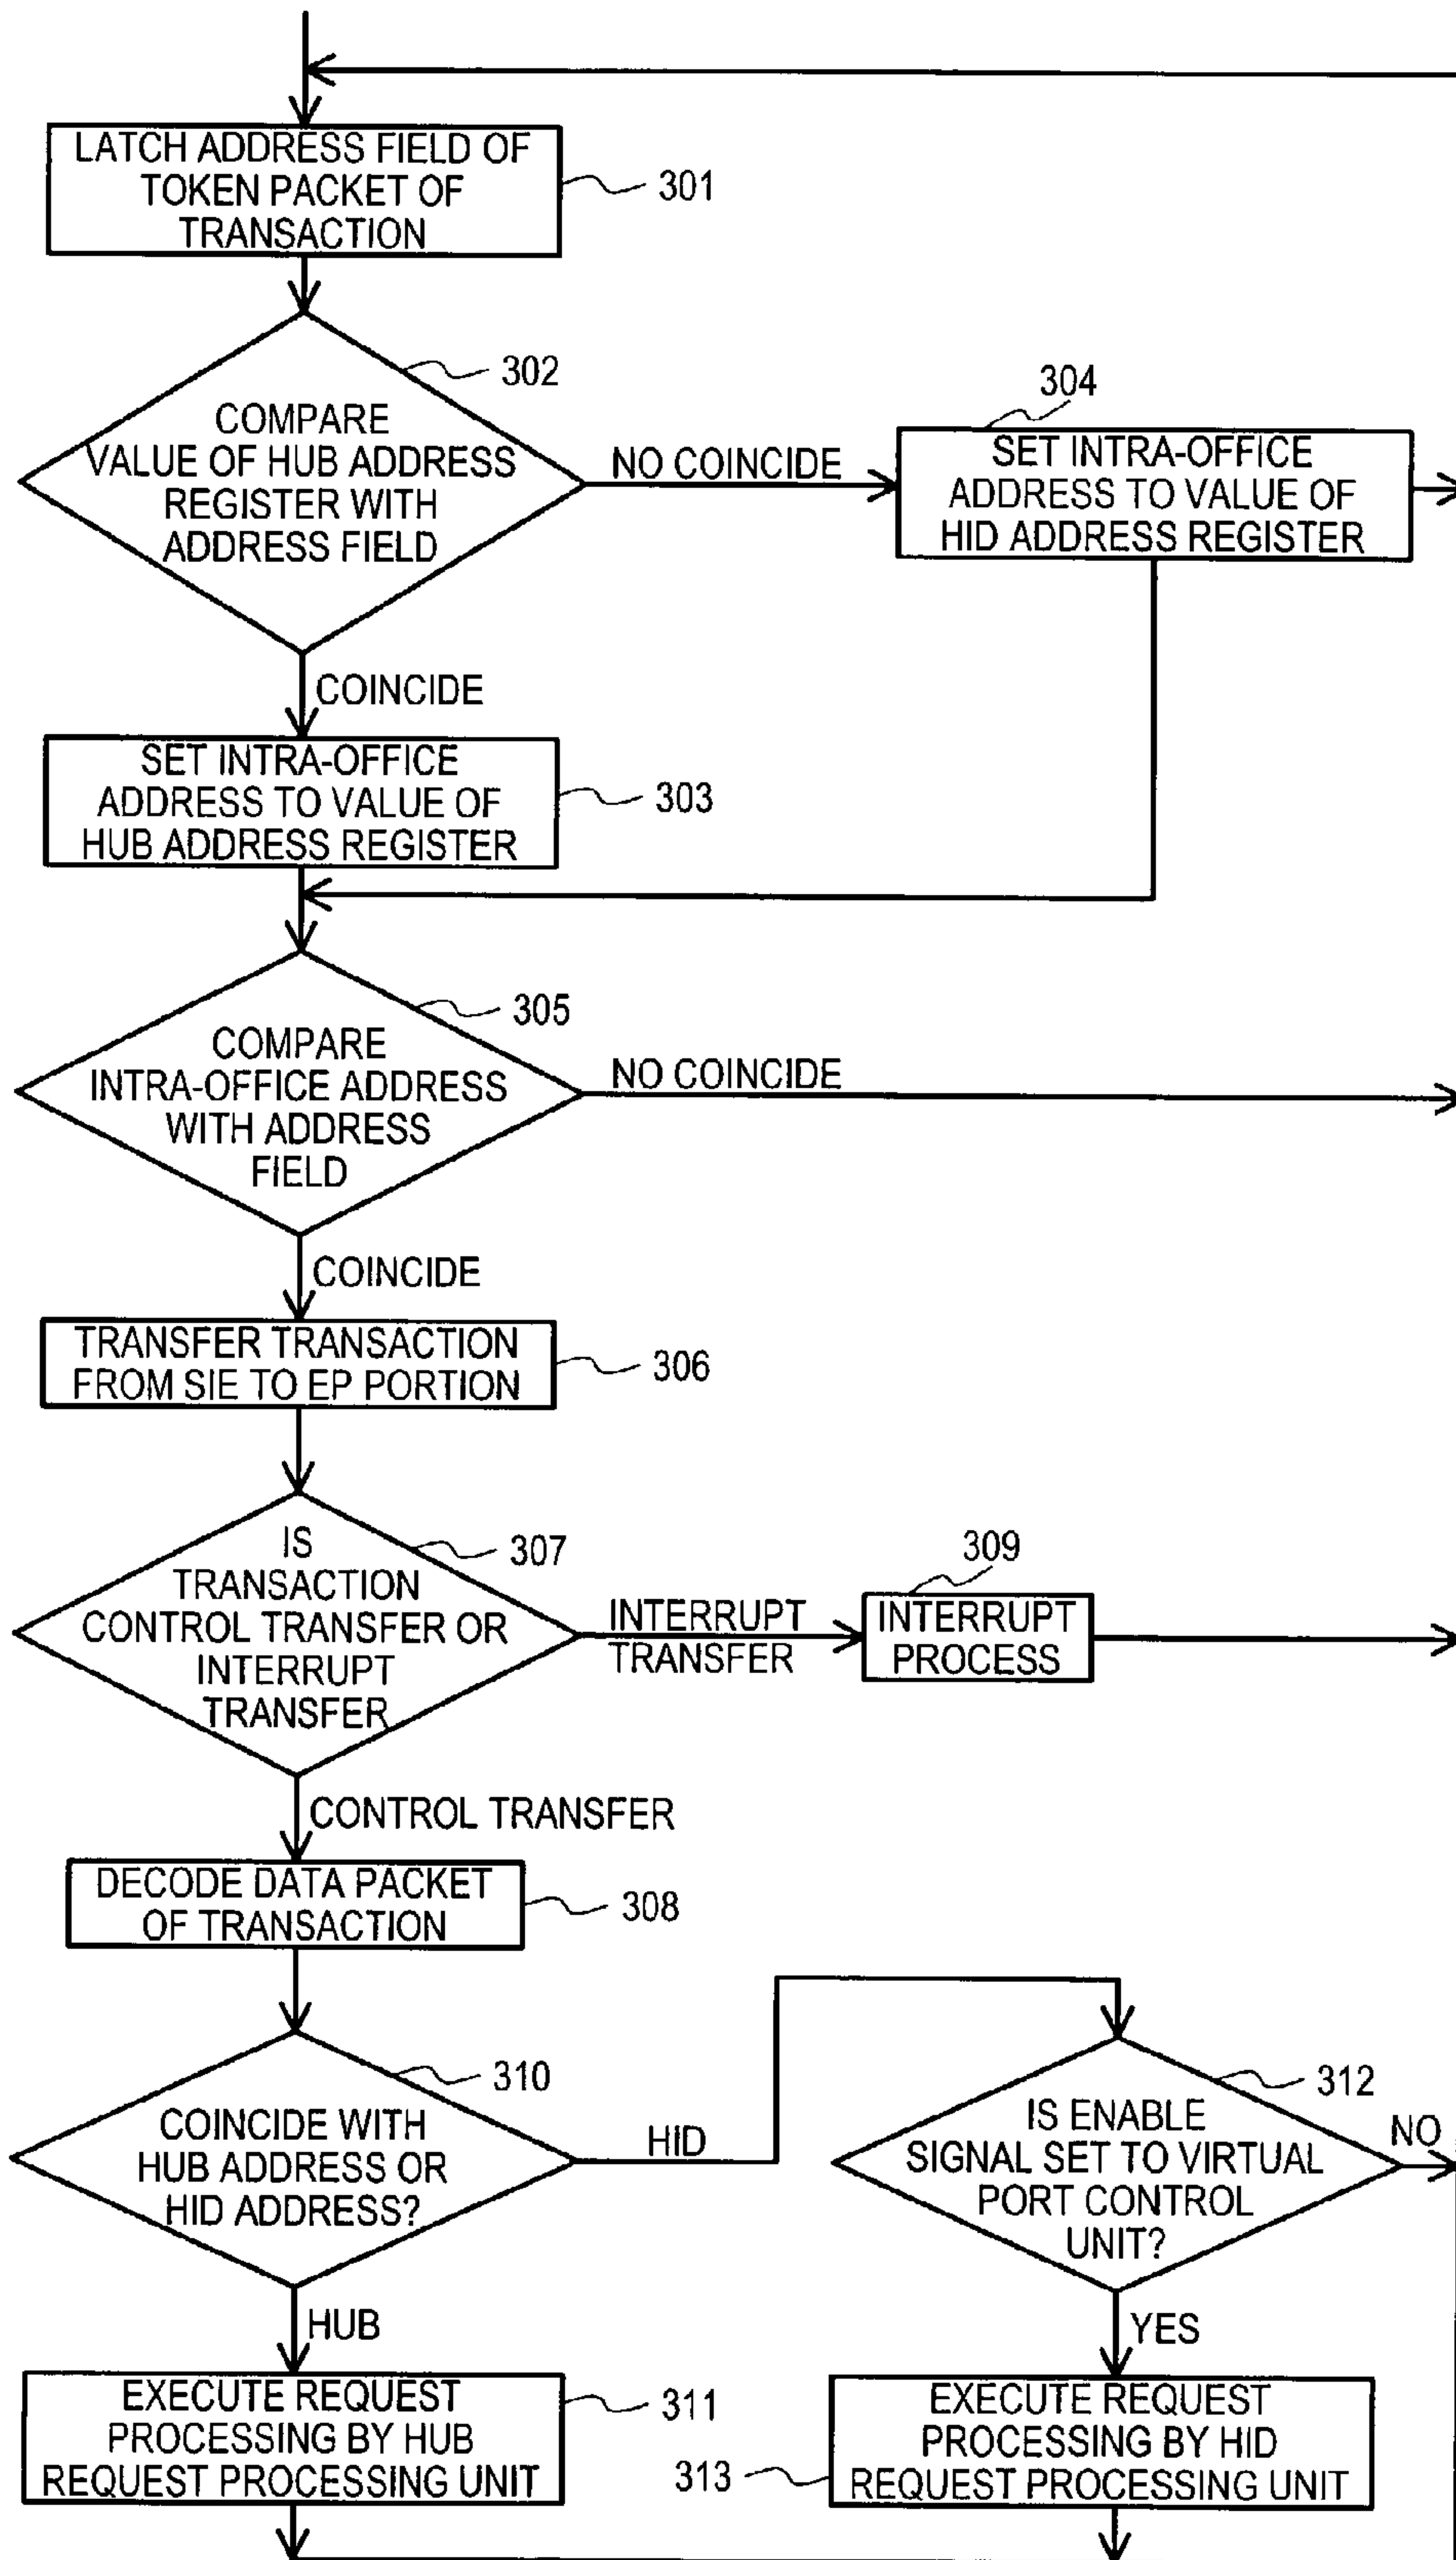 LATCH ADDRESS FIELD OF
TOKEN PACKET OF
TRANSACTION
301
302
COMPARE
VALUE OF HUB ADDRESS
REGISTER WITH
ADDRESS FIELD
NO COINCIDE
304
SET INTRA-OFFICE
ADDRESS TO VALUE OF
HID ADDRESS REGISTER
COINCIDE
SET INTRA-OFFICE
ADDRESS TO VALUE OF
HUB ADDRESS REGISTER
303
305
COMPARE
INTRA-OFFICE ADDRESS
WITH ADDRESS
FIELD
NO COINCIDE
COINCIDE
TRANSFER TRANSACTION
FROM SIE TO EP PORTION
306
307
IS
TRANSACTION
CONTROL TRANSFER OR
INTERRUPT
TRANSFER
INTERRUPT
TRANSFER
309
INTERRUPT
PROCESS
CONTROL TRANSFER
DECODE DATA PACKET
OF TRANSACTION
308
310
COINCIDE WITH
HUB ADDRESS OR
HID ADDRESS?
HID
312
IS ENABLE
SIGNAL SET TO VIRTUAL
PORT CONTROL
UNIT?
NO
HUB
YES
EXECUTE REQUEST
PROCESSING BY HUB
REQUEST PROCESSING UNIT
311
EXECUTE REQUEST
PROCESSING BY HID
REQUEST PROCESSING UNIT
313